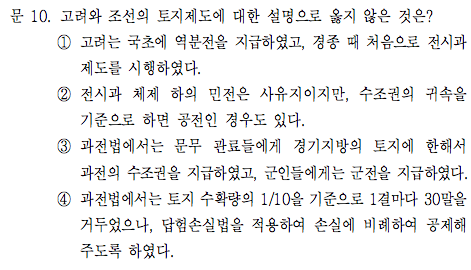 문 10. 고려와 조선의 토지제도에 대한 설명으로 옳지 않은 것은?
① 고려는 국초에 역분전을 지급하였고, 경종 때 처음으로 전시과
제도를 시행하였다.
② 전시과 체제 하의 민전은 사유지이지만, 수조권의 귀속을
기준으로 하면 공전인 경우도 있다.
③ 과전법에서는 문무 관료들에게 경기지방의 토지에 한해서
과전의 수조권을 지급하였고, 군인들에게는 군전을 지급하였다.
④ 과전법에서는 토지 수확량의 1/10을 기준으로 1결마다 30말을
거두었으나, 답험손실법을 적용하여 손실에 비례하여 공제해
주도록 하였다.